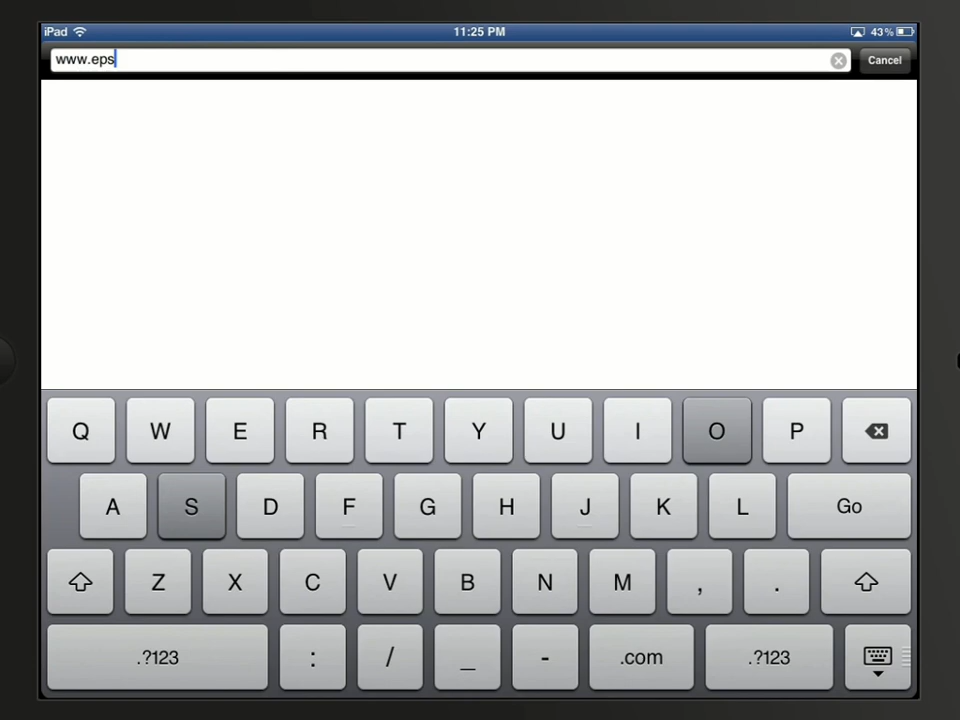 iPad 11:25 PM 43%
www.eps Cancel
Q W E R T Y U I O P
A S D F G H J K L Go
Z X C V B N M , .
.?123 : / _ - .com .?123